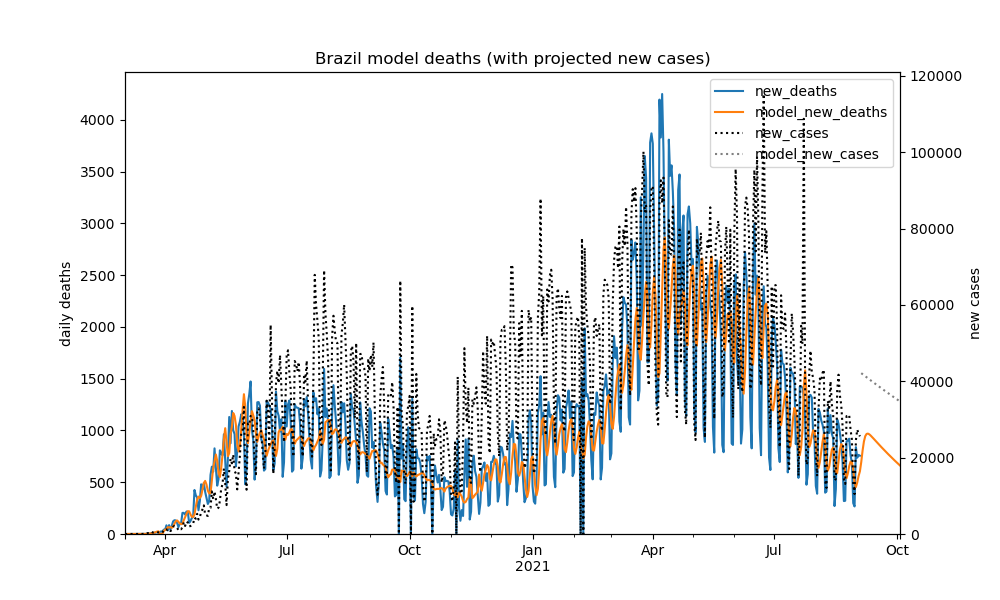 Brazil model deaths (with projected new cases)
new_deaths
model_new_deaths
new_cases
model_new_cases
daily deaths
4000
3500
3000
2500
2000
1500
1000
500
0
120000
100000
80000
60000
40000
20000
0
new cases
Apr Jul Oct Jan Apr Jul Oct
2021